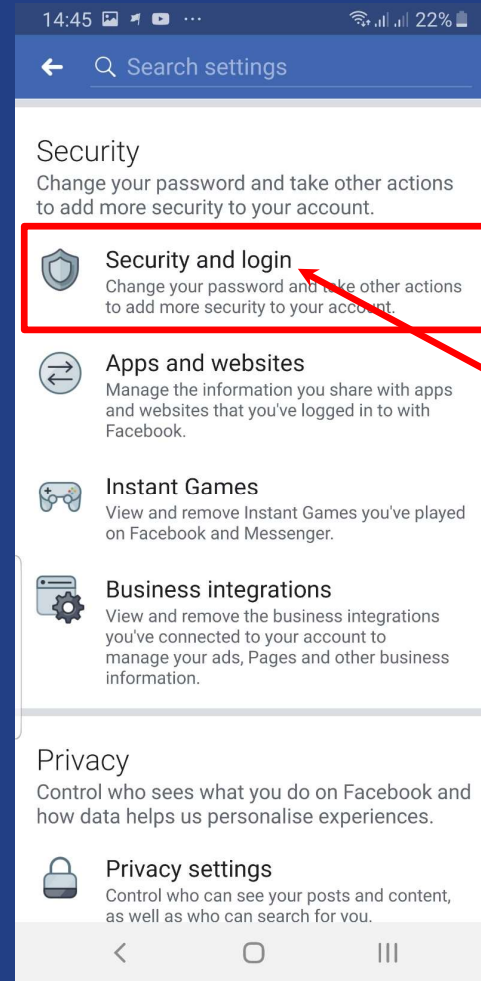 14:45 ... 22%
Search settings
Security
Change your password and take other actions
to add more security to your account.
Security and login
Change your password and take other actions
to add more security to your account.
Apps and websites
Manage the information you share with apps
and websites that you've logged in to with
Facebook.
Instant Games
View and remove Instant Games you've played
on Facebook and Messenger.
Business integrations
View and remove the business integrations
you've connected to your account to
manage your ads, Pages and other business
information.
Privacy
Control who sees what you do on Facebook and
how data helps us personalise experiences.
Privacy settings
Control who can see your posts and content,
as well as who can search for you.